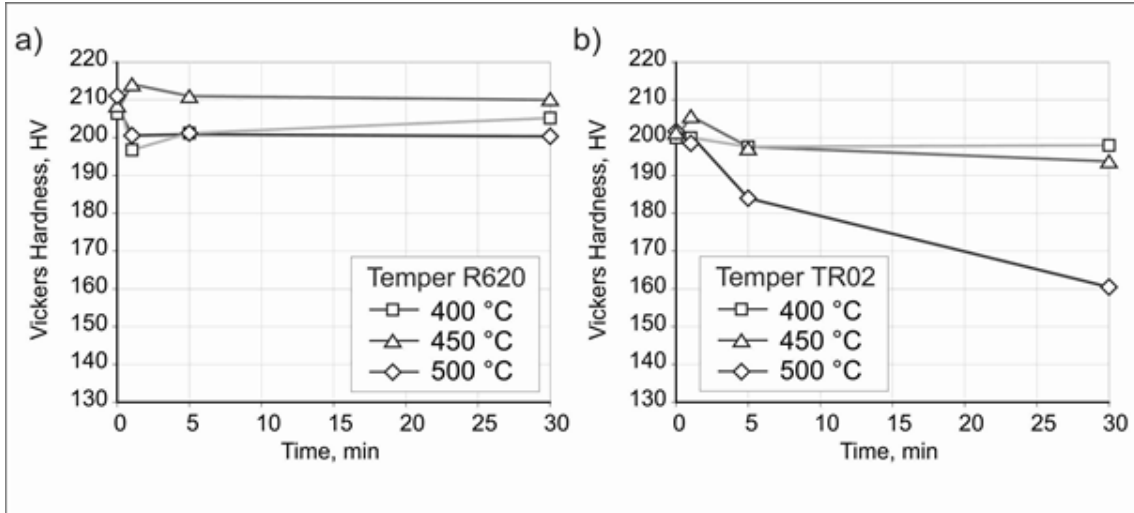 a)
Vickers Hardness, HV
220
210
200
190
180
170
160
150
140
130
0 5 10 15 20 25 30
Time, min
Temper R620
400 °C
450 °C
500 °C
b)
Vickers Hardness, HV
220
210
200
190
180
170
160
150
140
130
0 5 10 15 20 25 30
Time, min
Temper TR02
400 °C
450 °C
500 °C